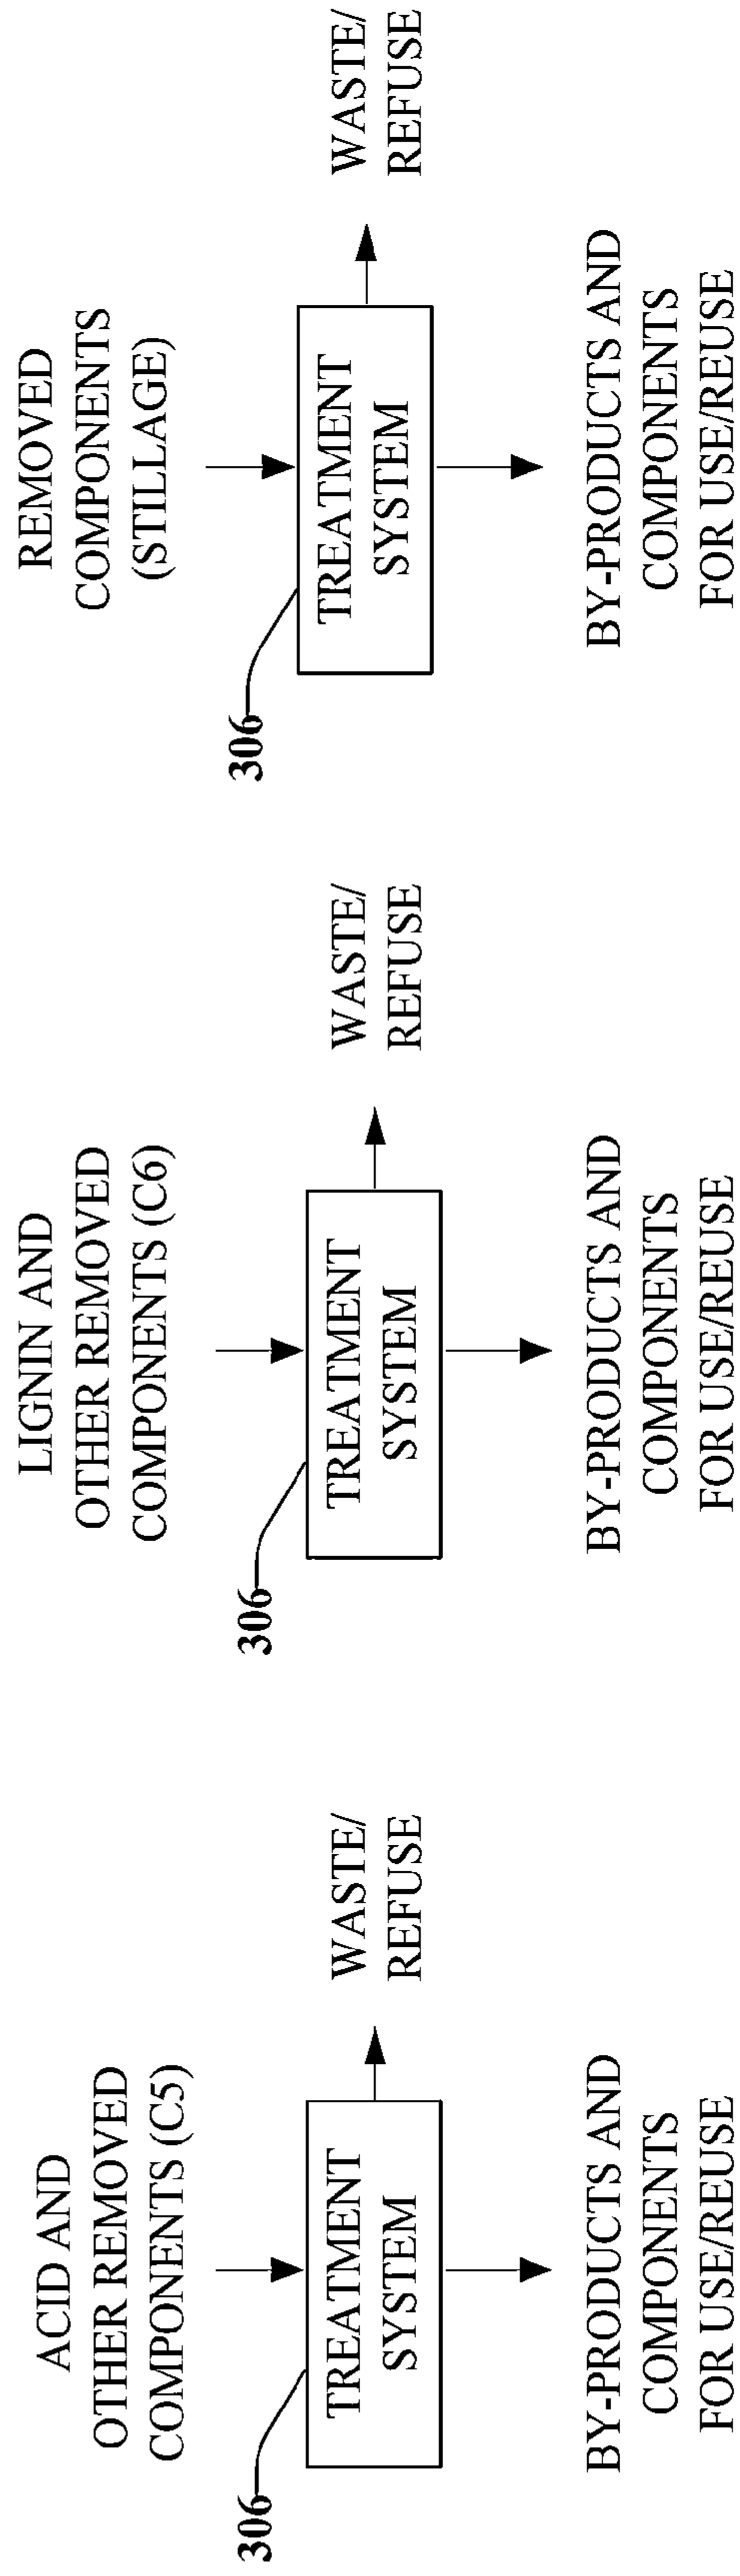 ACID AND
OTHER REMOVED
COMPONENTS (C5)
306
TREATMENT
SYSTEM
WASTE/
REFUSE
BY-PRODUCTS AND
COMPONENTS
FOR USE/REUSE
LIGNIN AND
OTHER REMOVED
COMPONENTS (C6)
306
TREATMENT
SYSTEM
WASTE/
REFUSE
BY-PRODUCTS AND
COMPONENTS
FOR USE/REUSE
REMOVED
COMPONENTS
(STILLAGE)
306
TREATMENT
SYSTEM
WASTE/
REFUSE
BY-PRODUCTS AND
COMPONENTS
FOR USE/REUSE